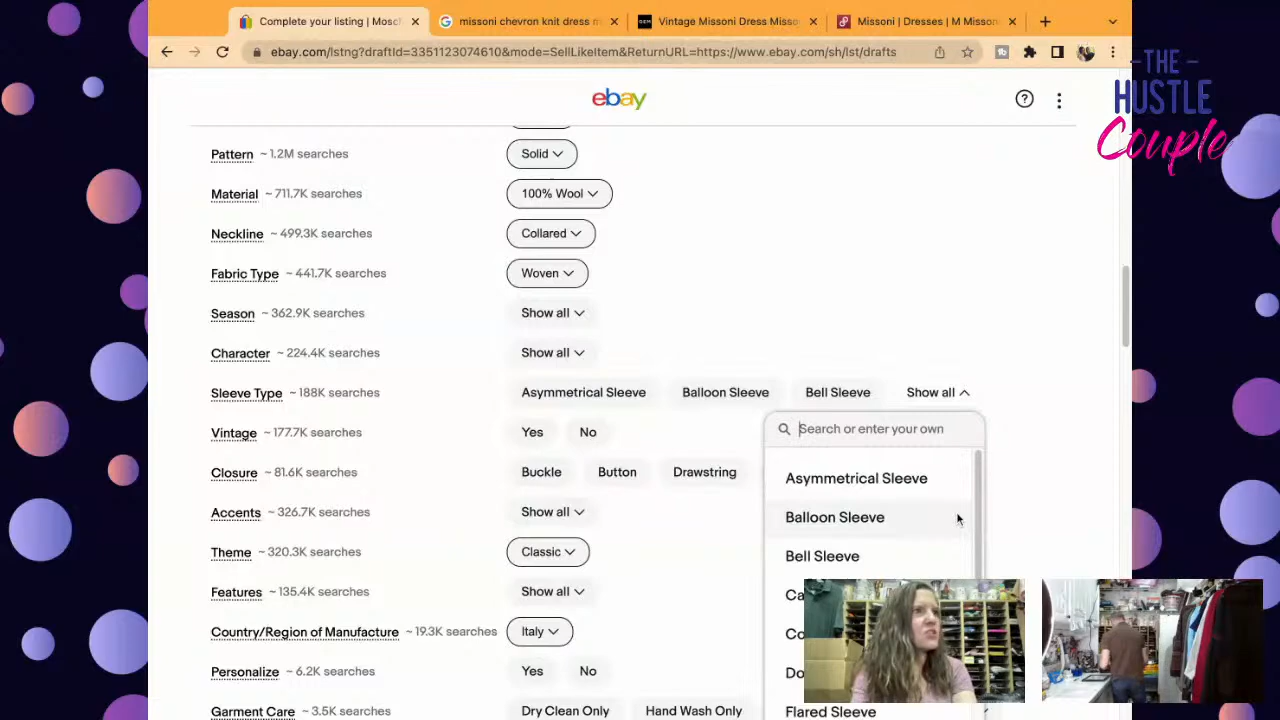 Complete your listing | Mosch
missoni chevron knit dress m
GEM
Vintage Missoni Dress Misso
Missoni | Dresses | M Misson
ebay.com/lstng?draftId=3351123074610&mode=SellLikeItem&ReturnURL=https://www.ebay.com/sh/lst/drafts
THE
HUSTLE
Couple
ebay
Pattern ~ 1.2M searches Solid
Material ~ 711.7K searches 100% Wool
Neckline ~ 499.3K searches Collared
Fabric Type ~ 441.7K searches Woven
Season ~ 362.9K searches Show all
Character ~ 224.4K searches Show all
Sleeve Type ~ 188K searches Asymmetrical Sleeve Balloon Sleeve Bell Sleeve Show all
Search or enter your own
Vintage ~ 177.7K searches Yes No
Closure ~ 81.6K searches Buckle Button Drawstring
Asymmetrical Sleeve
Accents ~ 326.7K searches Show all
Balloon Sleeve
Theme ~ 320.3K searches Classic
Bell Sleeve
Features ~ 135.4K searches Show all
Ca
Country/Region of Manufacture ~ 19.3K searches Italy
Co
Personalize ~ 6.2K searches Yes No
Do
Garment Care ~ 3.5K searches Dry Clean Only Hand Wash Only
Flared Sleeve